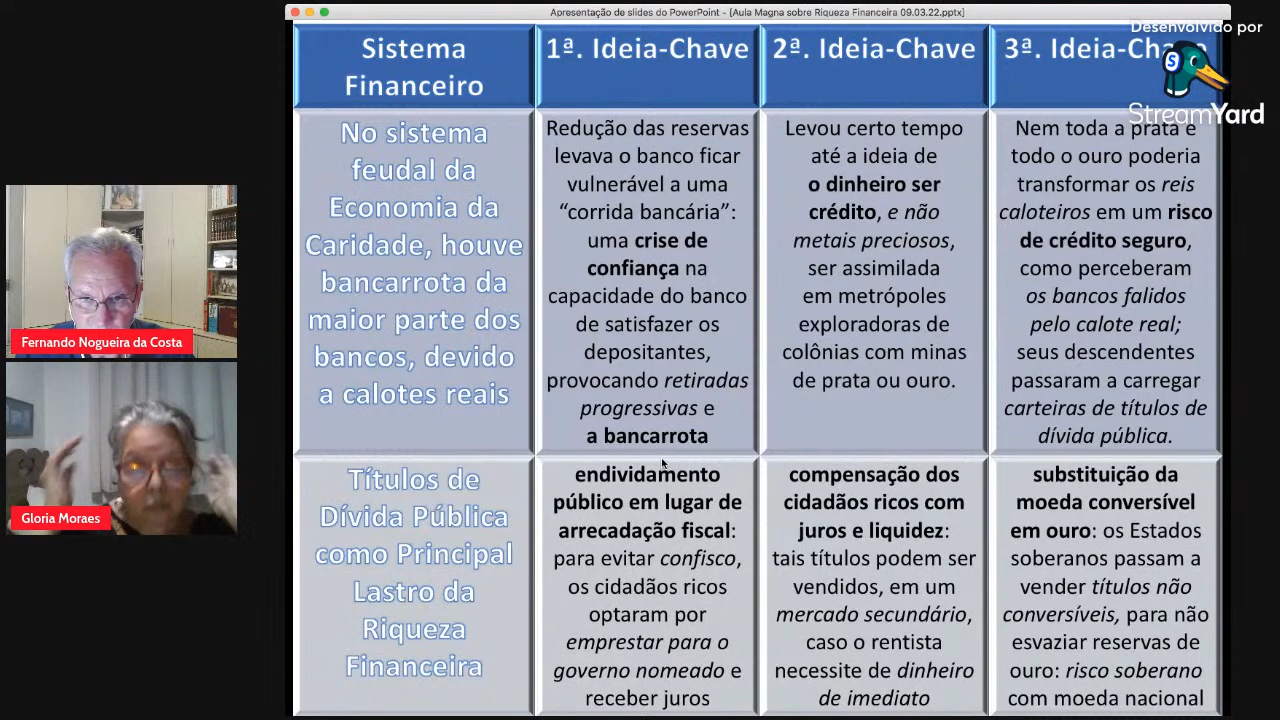 Apresentação de slides do PowerPoint - [Aula Magna sobre Riqueza Financeira 09.03.22.pptx]
Desenvolvido por
StreamYard
Sistema
Financeiro
1ª. Ideia-Chave
2ª. Ideia-Chave
3ª. Ideia-Chave
No sistema
feudal da
Economia da
Caridade, houve
bancarrota da
maior parte dos
bancos, devido
a calotes reais
Redução das reservas
levava o banco ficar
vulnerável a uma
“corrida bancária”:
uma crise de
confiança na
capacidade do banco
de satisfazer os
depositantes,
provocando retiradas
progressivas e
a bancarrota
Levou certo tempo
até a ideia de
o dinheiro ser
crédito, e não
metais preciosos,
ser assimilada
em metrópoles
exploradoras de
colônias com minas
de prata ou ouro.
Nem toda a prata e
todo o ouro poderia
transformar os reis
caloteiros em um risco
de crédito seguro,
como perceberam
os bancos falidos
pelo calote real;
seus descendentes
passaram a carregar
carteiras de títulos de
dívida pública.
Títulos de
Dívida Pública
como Principal
Lastro da
Riqueza
Financeira
endividamento
público em lugar de
arrecadação fiscal:
para evitar confisco,
os cidadãos ricos
optaram por
emprestar para o
governo nomeado e
receber juros
compensação dos
cidadãos ricos com
juros e liquidez:
tais títulos podem ser
vendidos, em um
mercado secundário,
caso o rentista
necessite de dinheiro
de imediato
substituição da
moeda conversível
em ouro: os Estados
soberanos passam a
vender títulos não
conversíveis, para não
esvaziar reservas de
ouro: risco soberano
com moeda nacional
Fernando Nogueira da Costa
Gloria Moraes